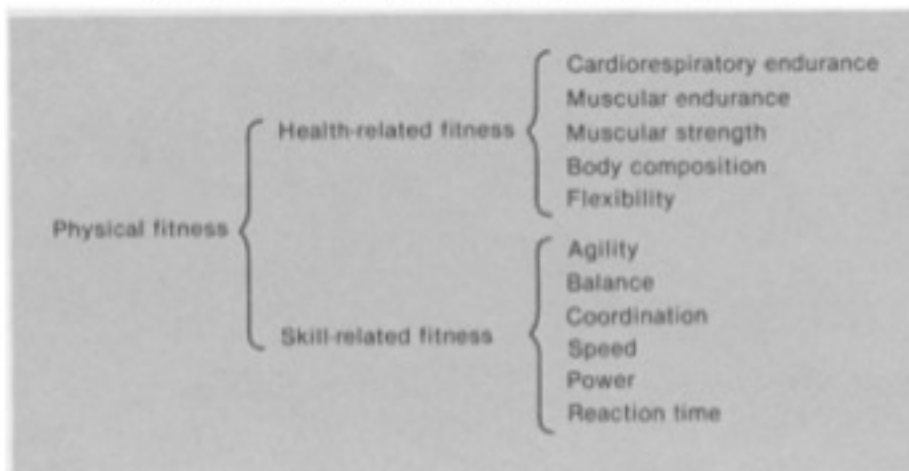 Physical fitness
Health-related fitness
Cardiorespiratory endurance
Muscular endurance
Muscular strength
Body composition
Flexibility
Skill-related fitness
Agility
Balance
Coordination
Speed
Power
Reaction time